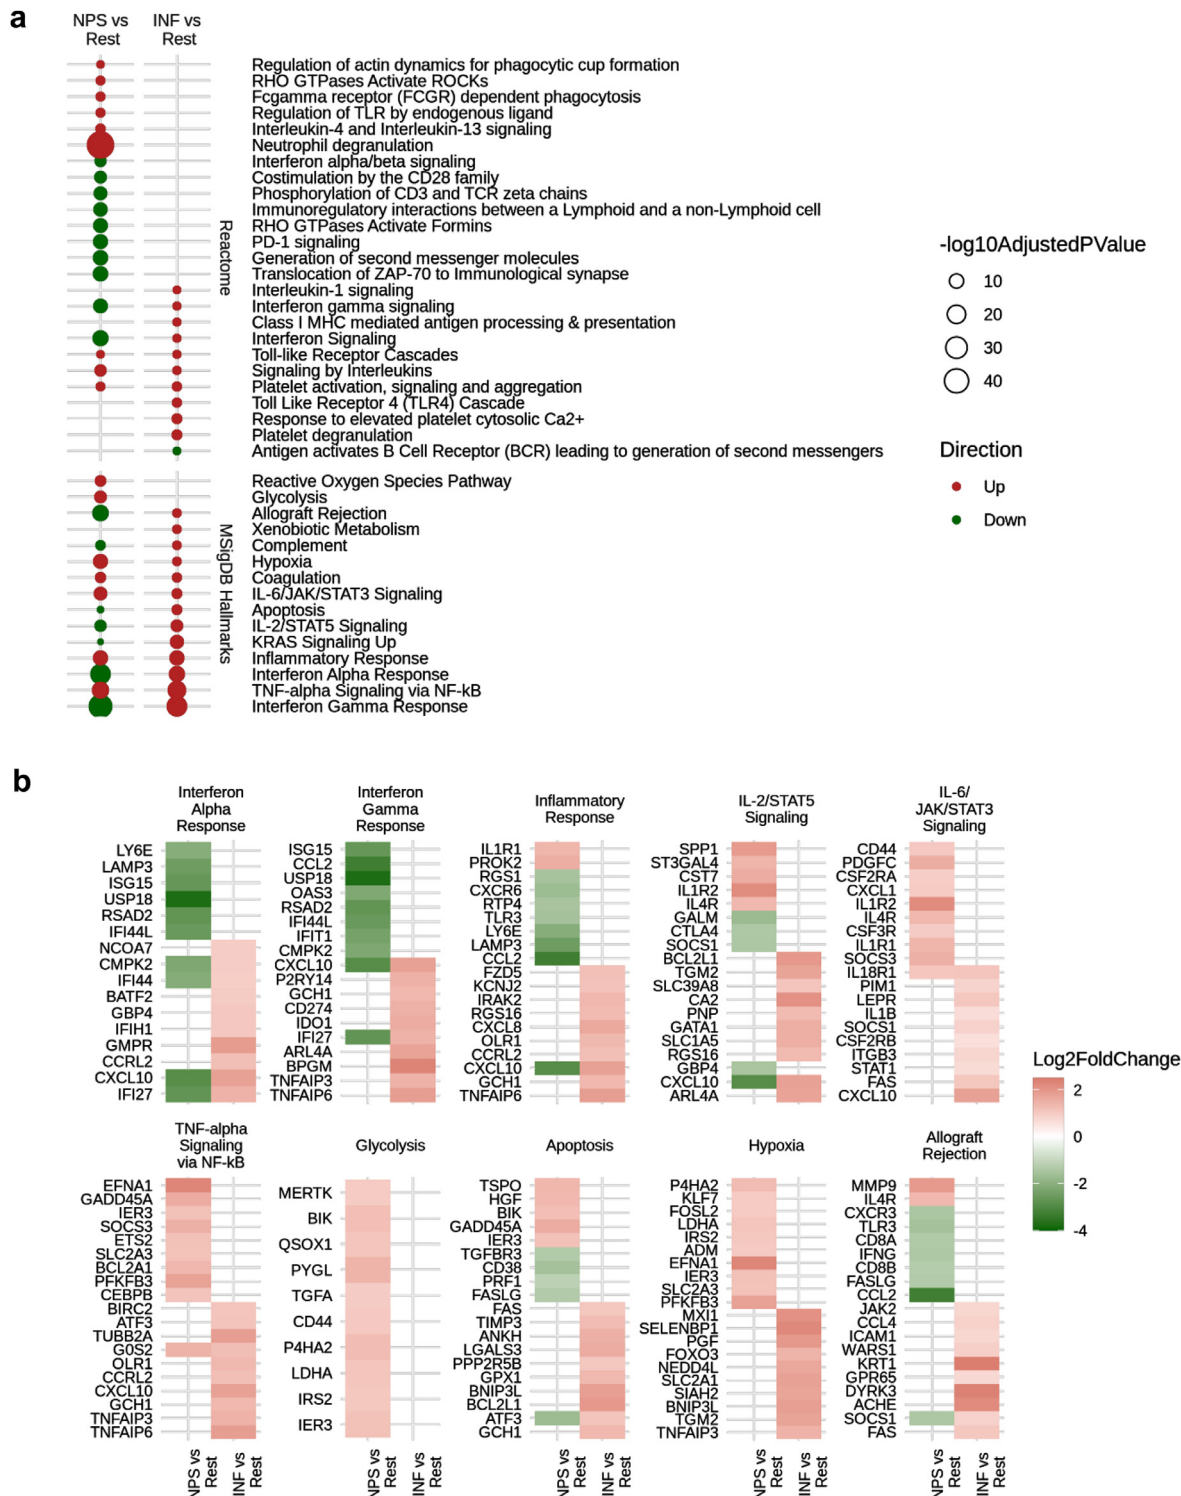 a
NPS vs
Rest
INF vs
Rest
Regulation of actin dynamics for phagocytic cup formation
RHO GTPases Activate ROCKs
Fcgamma receptor (FCGR) dependent phagocytosis
Regulation of TLR by endogenous ligand
Interleukin-4 and Interleukin-13 signaling
Neutrophil degranulation
Interferon alpha/beta signaling
Costimulation by the CD28 family
Phosphorylation of CD3 and TCR zeta chains
Immunoregulatory interactions between a Lymphoid and a non-Lymphoid cell
RHO GTPases Activate Formins
PD-1 signaling
Generation of second messenger molecules
Translocation of ZAP-70 to Immunological synapse
Interleukin-1 signaling
Interferon gamma signaling
Class I MHC mediated antigen processing & presentation
Interferon Signaling
Toll-like Receptor Cascades
Signaling by Interleukins
Platelet activation, signaling and aggregation
Toll Like Receptor 4 (TLR4) Cascade
Response to elevated platelet cytosolic Ca2+
Platelet degranulation
Antigen activates B Cell Receptor (BCR) leading to generation of second messengers
Reactome
Reactive Oxygen Species Pathway
Glycolysis
Allograft Rejection
Xenobiotic Metabolism
Complement
Hypoxia
Coagulation
IL-6/JAK/STAT3 Signaling
Apoptosis
IL-2/STAT5 Signaling
KRAS Signaling Up
Inflammatory Response
Interferon Alpha Response
TNF-alpha Signaling via NF-kB
Interferon Gamma Response
MSigDB Hallmarks
-log10AdjustedPValue
10
20
30
40
Direction
Up
Down
b
Interferon
Alpha
Response
LY6E
LAMP3
ISG15
USP18
RSAD2
IFI44L
NCOA7
CMPK2
IFI44
BATF2
GBP4
IFIH1
GMPR
CCRL2
CXCL10
IFI27
Interferon
Gamma
Response
ISG15
CCL2
USP18
OAS3
RSAD2
IFI44L
IFIT1
CMPK2
CXCL10
P2RY14
GCH1
CD274
IDO1
IFI27
ARL4A
BPGM
TNFAIP3
TNFAIP6
Inflammatory
Response
IL1R1
PROK2
RGS1
CXCR6
RTP4
TLR3
LY6E
LAMP3
CCL2
FZD5
KCNJ2
IRAK2
RGS16
CXCL8
OLR1
CCRL2
CXCL10
GCH1
TNFAIP6
IL-2/STAT5
Signaling
SPP1
ST3GAL4
CST7
IL1R2
IL4R
GALM
CTLA4
SOCS1
BCL2L1
TGM2
SLC39A8
CA2
PNP
GATA1
SLC1A5
RGS16
GBP4
CXCL10
ARL4A
IL-6/
JAK/STAT3
Signaling
CD44
PDGFC
CSF2RA
CXCL1
IL1R2
IL4R
CSF3R
IL1R1
SOCS3
IL18R1
PIM1
LEPR
IL1B
SOCS1
CSF2RB
ITGB3
STAT1
FAS
CXCL10
Log2FoldChange
2
0
-2
-4
TNF-alpha
Signaling
via NF-kB
EFNA1
GADD45A
IER3
SOCS3
ETS2
SLC2A3
BCL2A1
PFKFB3
CEBPB
BIRC2
ATF3
TUBB2A
G0S2
OLR1
CCRL2
CXCL10
GCH1
TNFAIP3
TNFAIP6
NPS vs
Rest
INF vs
Rest
Glycolysis
MERTK
BIK
QSOX1
PYGL
TGFA
CD44
P4HA2
LDHA
IRS2
IER3
NPS vs
Rest
INF vs
Rest
Apoptosis
TSPO
HGF
BIK
GADD45A
IER3
TGFBR3
CD38
PRF1
FASLG
FAS
TIMP3
ANKH
LGALS3
PPP2R5B
GPX1
BNIP3L
BCL2L1
ATF3
GCH1
NPS vs
Rest
INF vs
Rest
Hypoxia
P4HA2
KLF7
FOSL2
LDHA
IRS2
ADM
EFNA1
IER3
SLC2A3
PFKFB3
MXI1
SELENBP1
PGF
FOXO3
NEDD4L
SLC2A1
SIAH2
BNIP3L
TGM2
TNFAIP3
NPS vs
Rest
INF vs
Rest
Allograft
Rejection
MMP9
IL4R
CXCR3
TLR3
CD8A
IFNG
CD8B
FASLG
CCL2
JAK2
CCL4
ICAM1
WARS1
KRT1
GPR65
DYRK3
ACHE
SOCS1
FAS
NPS vs
Rest
INF vs
Rest